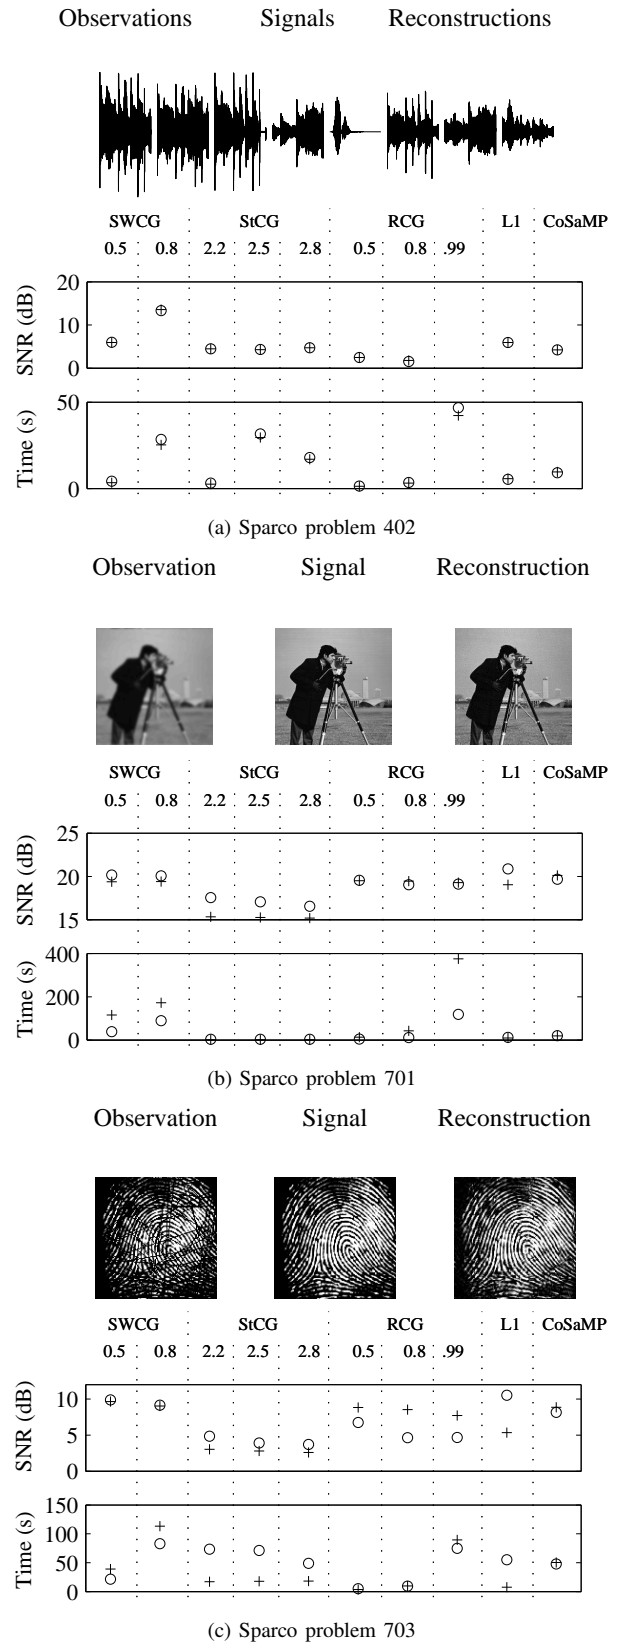 Observations Signals Reconstructions
SWCG StCG RCG L1 CoSaMP
0.5 0.8 2.2 2.5 2.8 0.5 0.8 .99
SNR (dB)
20
10
0
Time (s)
50
0
(a) Sparco problem 402
Observation Signal Reconstruction
SWCG StCG RCG L1 CoSaMP
0.5 0.8 2.2 2.5 2.8 0.5 0.8 .99
SNR (dB)
25
20
15
Time (s)
400
200
0
(b) Sparco problem 701
Observation Signal Reconstruction
SWCG StCG RCG L1 CoSaMP
0.5 0.8 2.2 2.5 2.8 0.5 0.8 .99
SNR (dB)
10
5
0
Time (s)
150
100
50
0
(c) Sparco problem 703